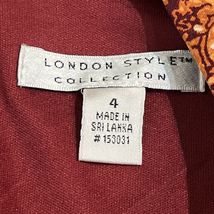 LONDON STYLE™
COLLECTION
4
MADE IN
SRI LANKA
# 153031